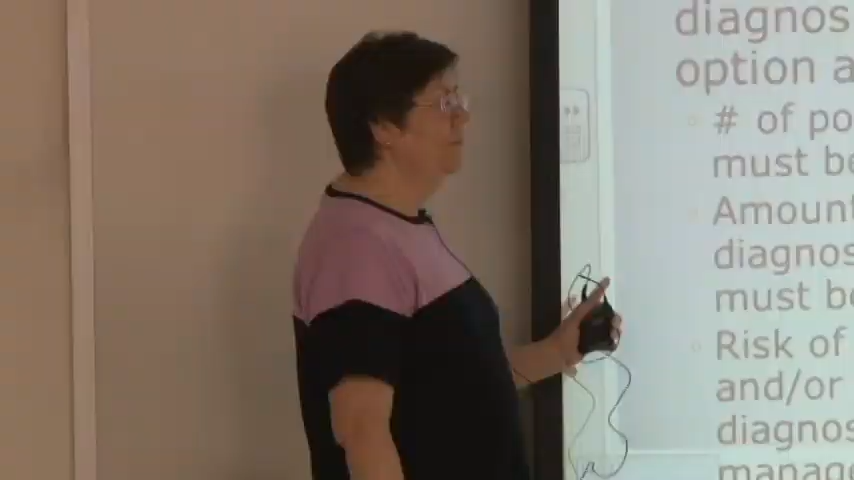 diagnos
option a
# of po
must be
Amount
diagnos
must be
Risk of
and/or
diagnos
manage